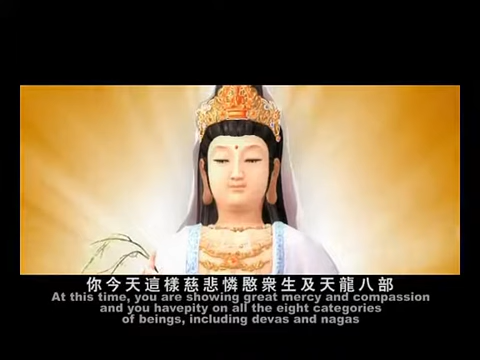 你今天這樣慈悲憐愍眾生及天龍八部
At this time, you are showing great mercy and compassion
and you havepity on all the eight categories
of beings, including devas and nagas